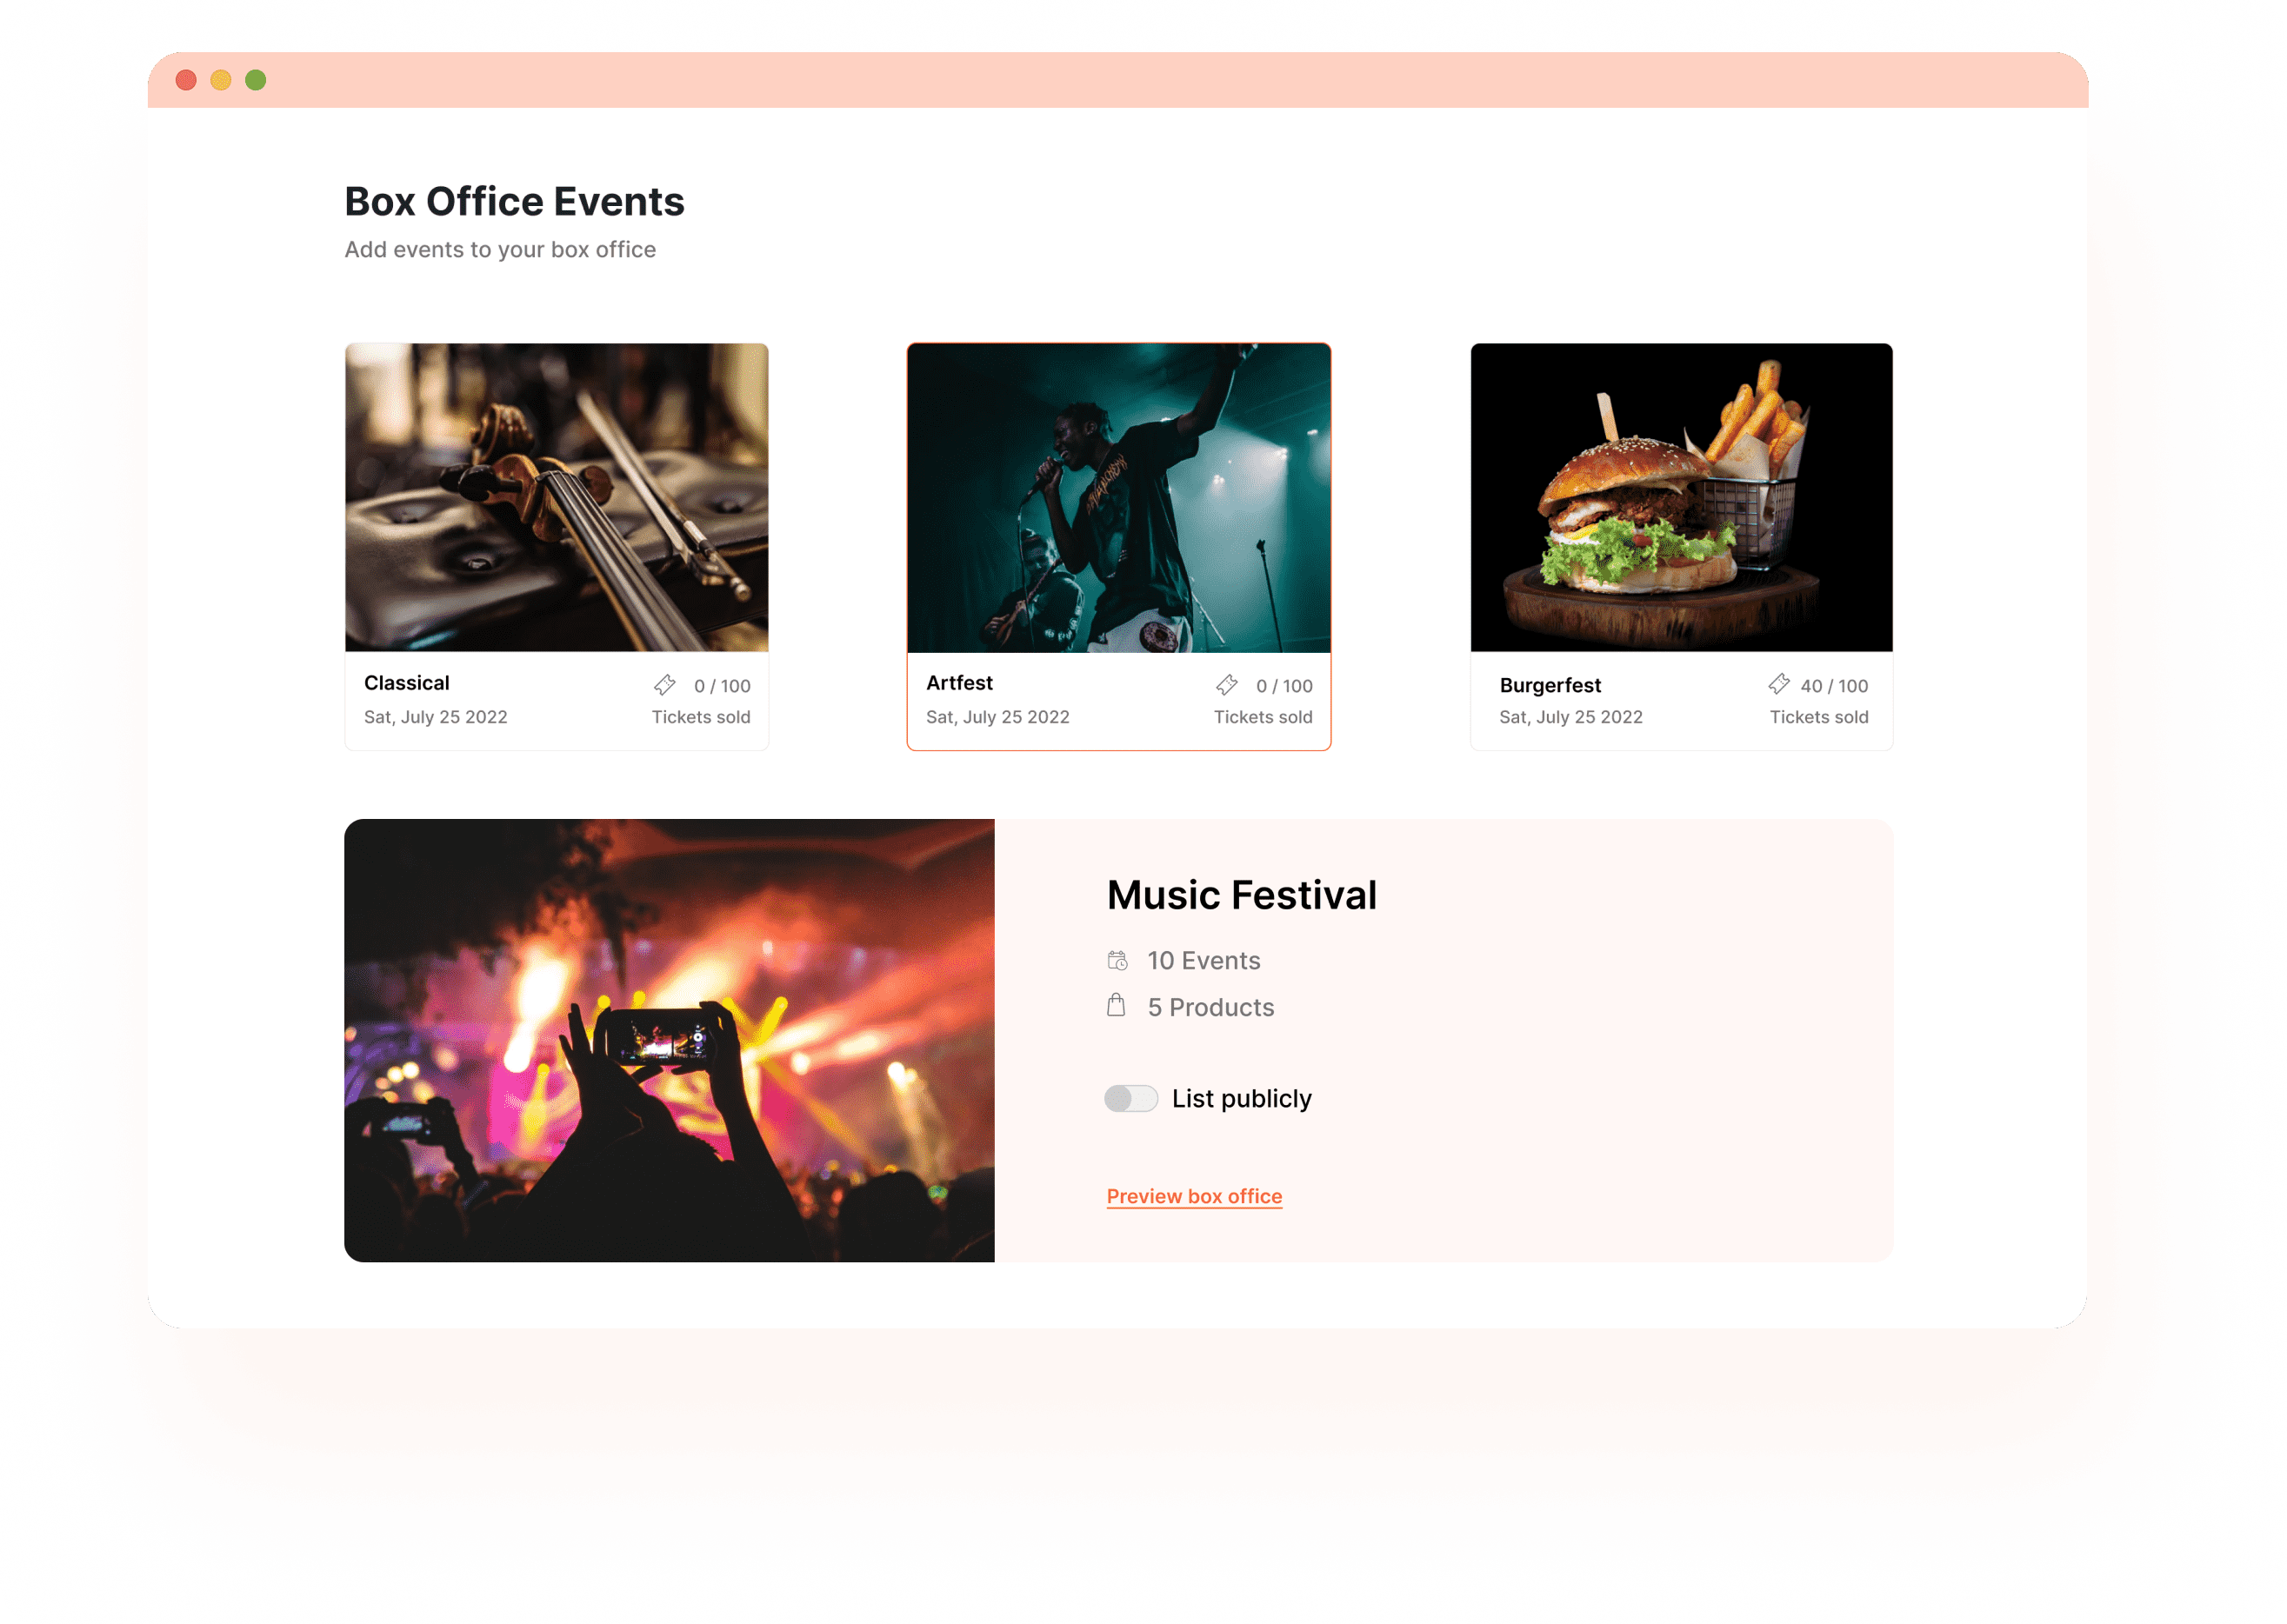 Box Office Events
Add events to your box office
Classical
0 / 100
Sat, July 25 2022
Tickets sold
Artfest
0 / 100
Sat, July 25 2022
Tickets sold
Burgerfest
40 / 100
Sat, July 25 2022
Tickets sold
Music Festival
10 Events
5 Products
List publicly
Preview box office